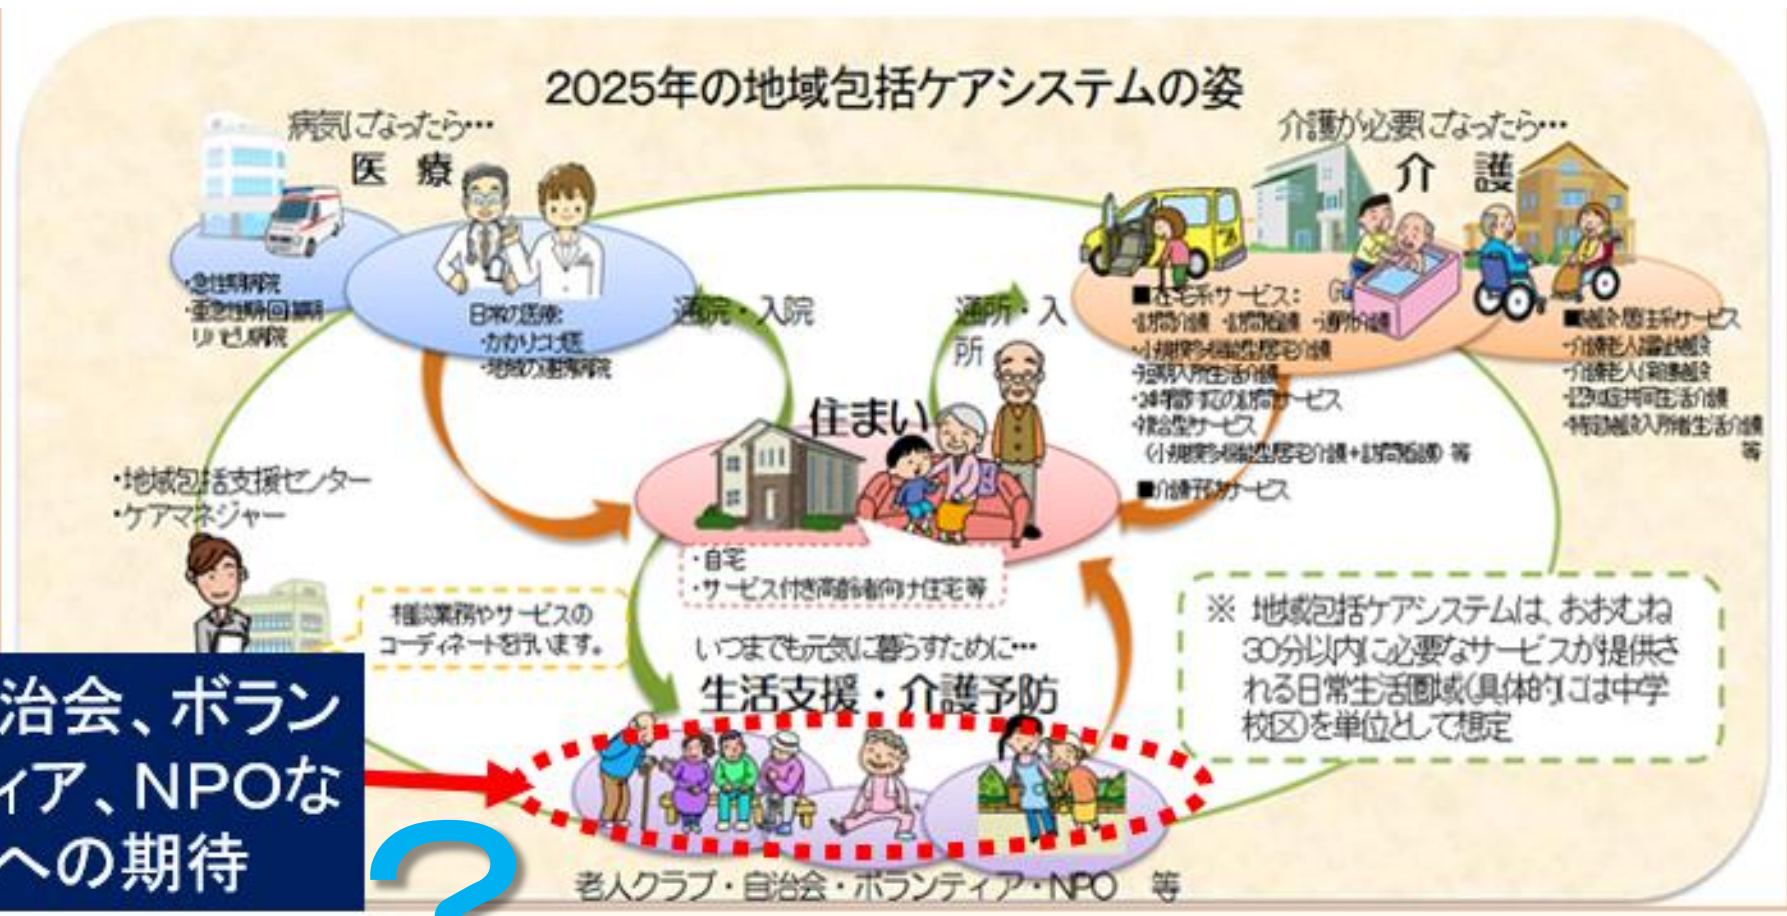 2025年の地域包括ケアシステムの姿
病気になったら…
医 療
介護が必要になったら…
介 護
・急性期病院
・亜急性期・回復期
リハビリ病院
日常の医療:
・かかりつけ医
・地域の連携病院
通院・入院
通所・入
所
■在宅系サービス:
・訪問介護 ・訪問看護 ・通所介護
・小規模多機能型居宅介護
・短期入所生活介護
・24時間対応の訪問サービス
・複合型サービス
(小規模多機能型居宅介護+訪問看護) 等
■介護予防サービス
■施設・居住系サービス
・介護老人福祉施設
・介護老人保健施設
・認知症共同生活介護
・特定施設入所者生活介護
等
住まい
・地域包括支援センター
・ケアマネジャー
・自宅
・サービス付き高齢者向け住宅等
相談業務やサービスの
コーディネートを行います。
いつまでも元気に暮らすために…
生活支援・介護予防
※ 地域包括ケアシステムは、おおむね
30分以内に必要なサービスが提供さ
れる日常生活圏域(具体的には中学
校区)を単位として想定
治会、ボラン
ィア、NPOな
への期待
?
老人クラブ・自治会・ボランティア・NPO 等